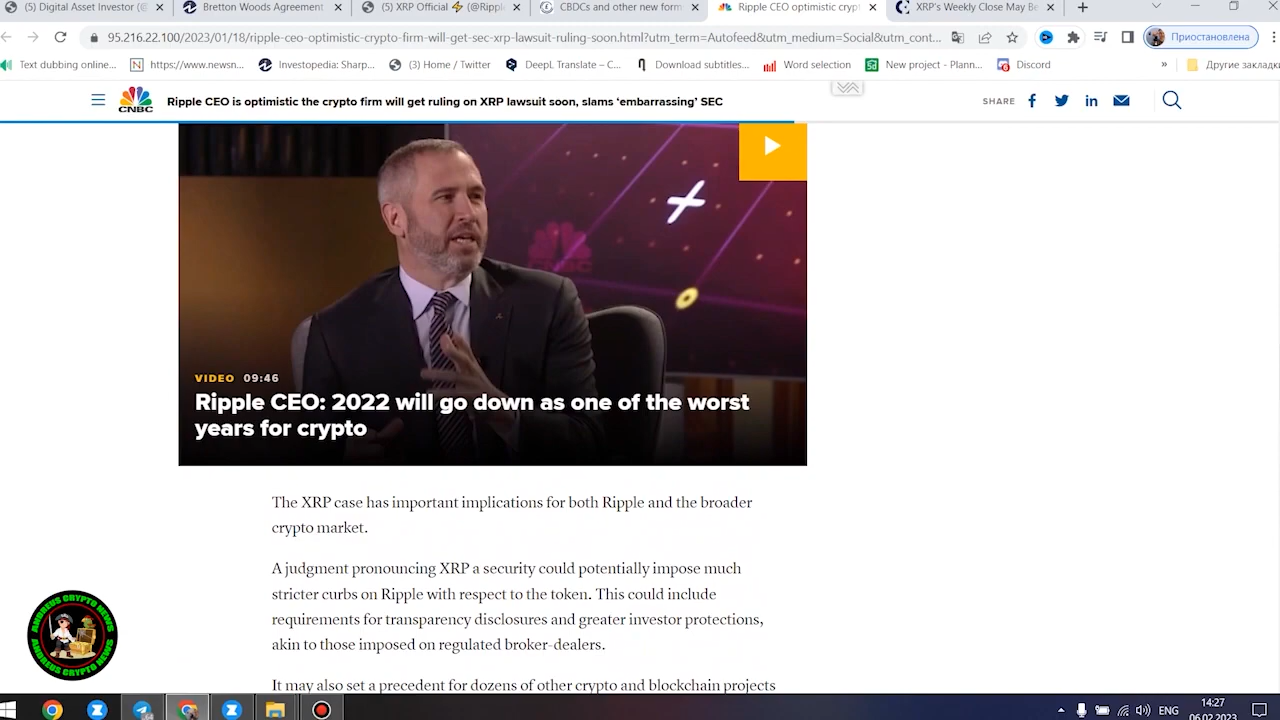 (5) Digital Asset Investor (@
Bretton Woods Agreement
(5) XRP Official ⚡ (@Rippl
CBDCs and other new form
Ripple CEO optimistic crypt
XRP's Weekly Close May Be
95.216.22.100/2023/01/18/ripple-ceo-optimistic-crypto-firm-will-get-sec-xrp-lawsuit-ruling-soon.html?utm_term=Autofeed&utm_medium=Social&utm_cont...
Приостановлена
Text dubbing online...
https://www.newsn...
Investopedia: Sharp...
(3) Home / Twitter
DeepL Translate – C...
Download subtitles...
Word selection
New project - Plann...
Discord
»
Другие закладки
CNBC
Ripple CEO is optimistic the crypto firm will get ruling on XRP lawsuit soon, slams ‘embarrassing’ SEC
SHARE
VIDEO 09:46
Ripple CEO: 2022 will go down as one of the worst
years for crypto
The XRP case has important implications for both Ripple and the broader
crypto market.
A judgment pronouncing XRP a security could potentially impose much
stricter curbs on Ripple with respect to the token. This could include
requirements for transparency disclosures and greater investor protections,
akin to those imposed on regulated broker-dealers.
It may also set a precedent for dozens of other crypto and blockchain projects
ANDREUS CRYPTO NEWS
ANDREUS CRYPTO NEWS
ENG
14:27
06.02.2023